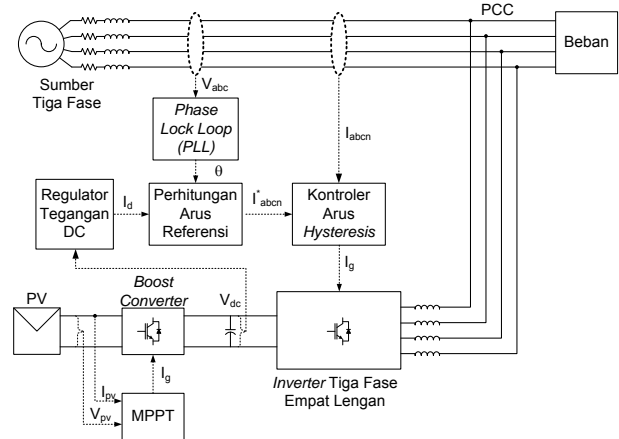 PCC
Beban
Sumber
Tiga Fase
Vabc
Phase
Lock Loop
(PLL)
Iabcn
θ
Regulator
Tegangan
DC
Id
Perhitungan
Arus
Referensi
I*abcn
Kontroler
Arus
Hysteresis
Ig
PV
Boost
Converter
Vdc
Inverter Tiga Fase
Empat Lengan
Ipv
Vpv
Ig
MPPT